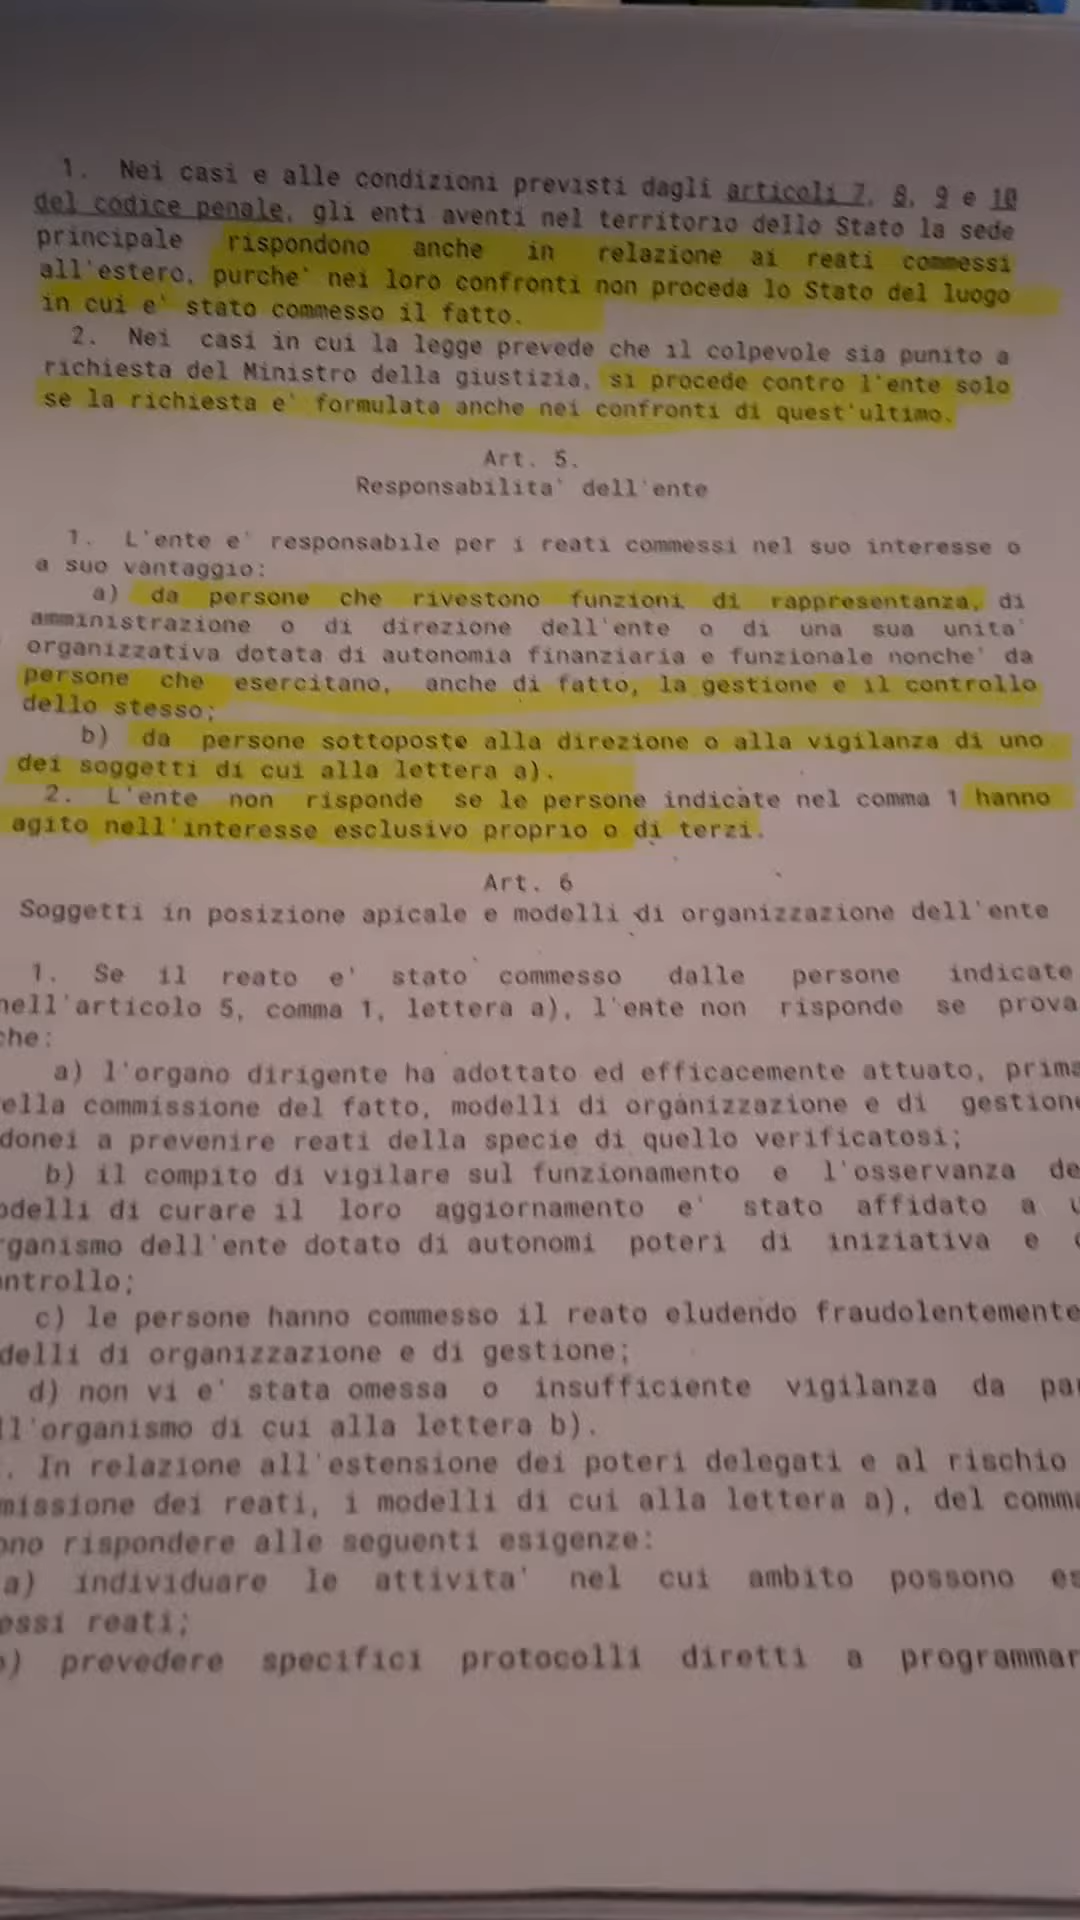 1. Nei casi e alle condizioni previsti dagli articoli 7, 8, 9 e 10
del codice penale, gli enti aventi nel territorio dello Stato la sede
principale rispondono anche in relazione ai reati commessi
all'estero, purche' nei loro confronti non proceda lo Stato del luogo
in cui e' stato commesso il fatto.
2. Nei casi in cui la legge prevede che il colpevole sia punito a
richiesta del Ministro della giustizia, si procede contro l'ente solo
se la richiesta e' formulata anche nei confronti di quest'ultimo.
Art. 5.
Responsabilita' dell'ente
1. L'ente e' responsabile per i reati commessi nel suo interesse o
a suo vantaggio:
a) da persone che rivestono funzioni di rappresentanza, di
amministrazione o di direzione dell'ente o di una sua unita'
organizzativa dotata di autonomia finanziaria e funzionale nonche' da
persone che esercitano, anche di fatto, la gestione e il controllo
dello stesso;
b) da persone sottoposte alla direzione o alla vigilanza di uno
dei soggetti di cui alla lettera a).
2. L'ente non risponde se le persone indicate nel comma 1 hanno
agito nell'interesse esclusivo proprio o di terzi.
Art. 6
Soggetti in posizione apicale e modelli di organizzazione dell'ente
1. Se il reato e' stato commesso dalle persone indicate
nell'articolo 5, comma 1, lettera a), l'ente non risponde se prova
che:
a) l'organo dirigente ha adottato ed efficacemente attuato, prima
ella commissione del fatto, modelli di organizzazione e di gestione
donei a prevenire reati della specie di quello verificatosi;
b) il compito di vigilare sul funzionamento e l'osservanza de
odelli di curare il loro aggiornamento e' stato affidato a u
rganismo dell'ente dotato di autonomi poteri di iniziativa e
ntrollo;
c) le persone hanno commesso il reato eludendo fraudolentemente
delli di organizzazione e di gestione;
d) non vi e' stata omessa o insufficiente vigilanza da par
ll'organismo di cui alla lettera b).
. In relazione all'estensione dei poteri delegati e al rischio
missione dei reati, i modelli di cui alla lettera a), del comma
ono rispondere alle seguenti esigenze:
a) individuare le attivita' nel cui ambito possono es
essi reati;
) prevedere specifici protocolli diretti a programmar